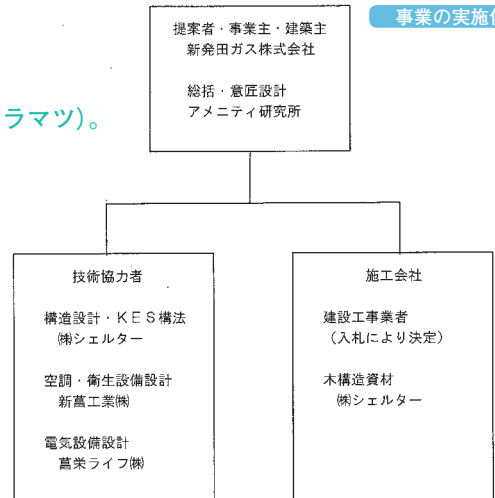 事業の実施体
ラマツ)。
提案者・事業主・建築主
新発田ガス株式会社
総括・意匠設計
アメニティ研究所
技術協力者
構造設計・KES構法
㈱シェルター
空調・衛生設備設計
新菖工業㈱
電気設備設計
菖栄ライフ㈱
施工会社
建設工事業者
(入札により決定)
木構造資材
㈱シェルター